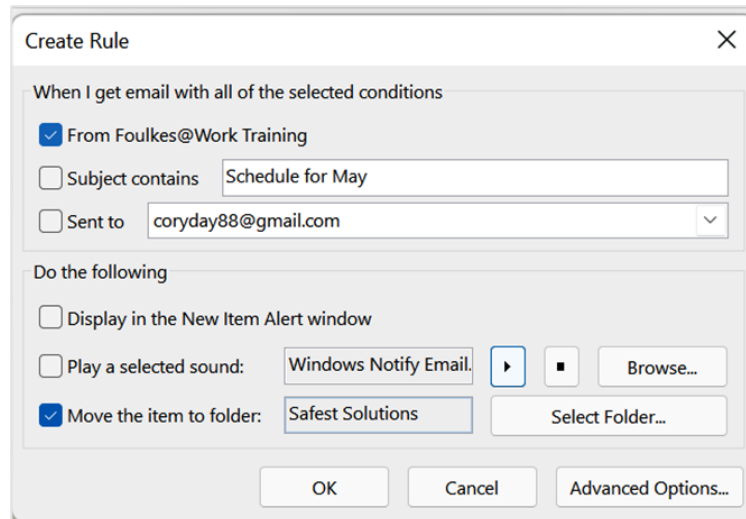 Create Rule
When I get email with all of the selected conditions
From Foulkes@Work Training
Subject contains Schedule for May
Sent to coryday88@gmail.com
Do the following
Display in the New Item Alert window
Play a selected sound: Windows Notify Email. Browse...
Move the item to folder: Safest Solutions Select Folder...
OK Cancel Advanced Options...